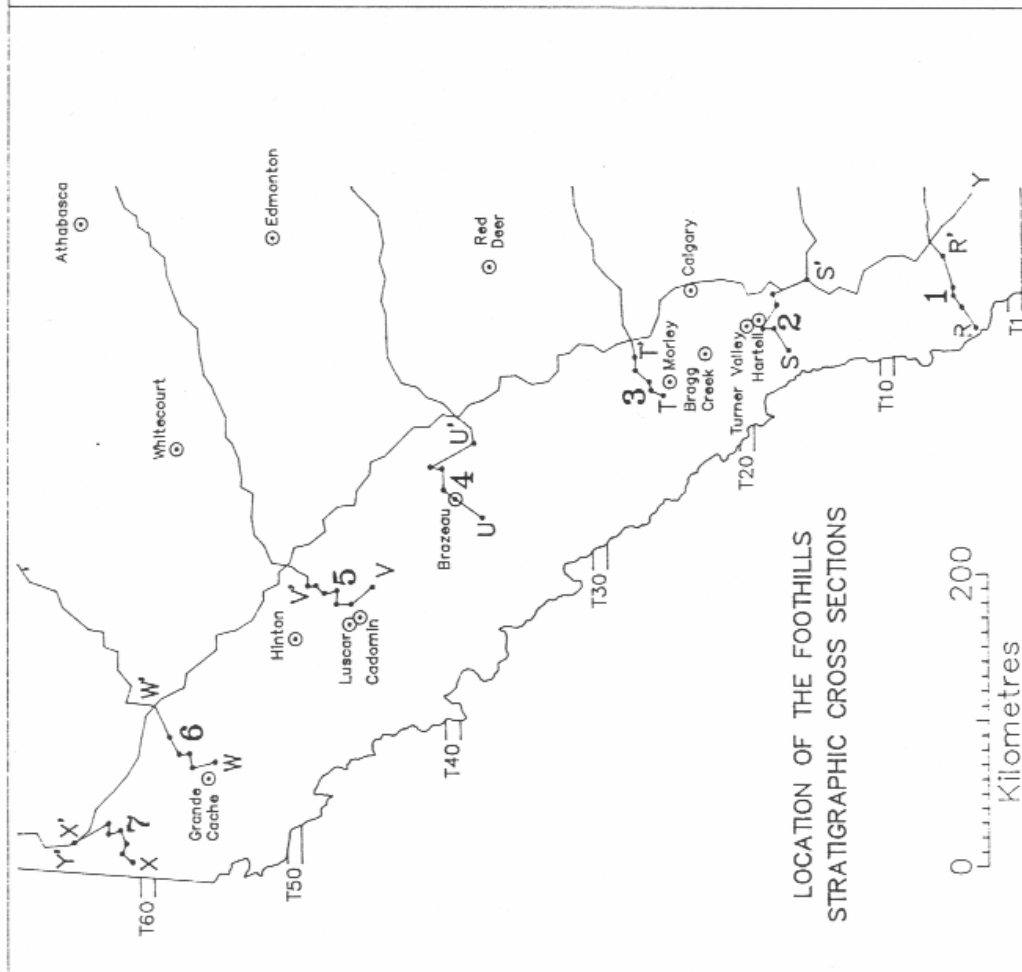 Athabasca
Edmonton
Whitecourt
Red
Deer
Calgary
Hinton
Luscar
Cadomin
Brazeau
Morley
Bragg
Creek
Turner Valley
Hartell
Grande
Cache
Y'
X'
X
7
W'
6
W
V'
5
V
U'
4
U
T'
3
T
S'
2
S
Y
R'
1
R
T60
T50
T40
T30
T20
T10
T1
LOCATION OF THE FOOTHILLS
STRATIGRAPHIC CROSS SECTIONS
0 200
Kilometres